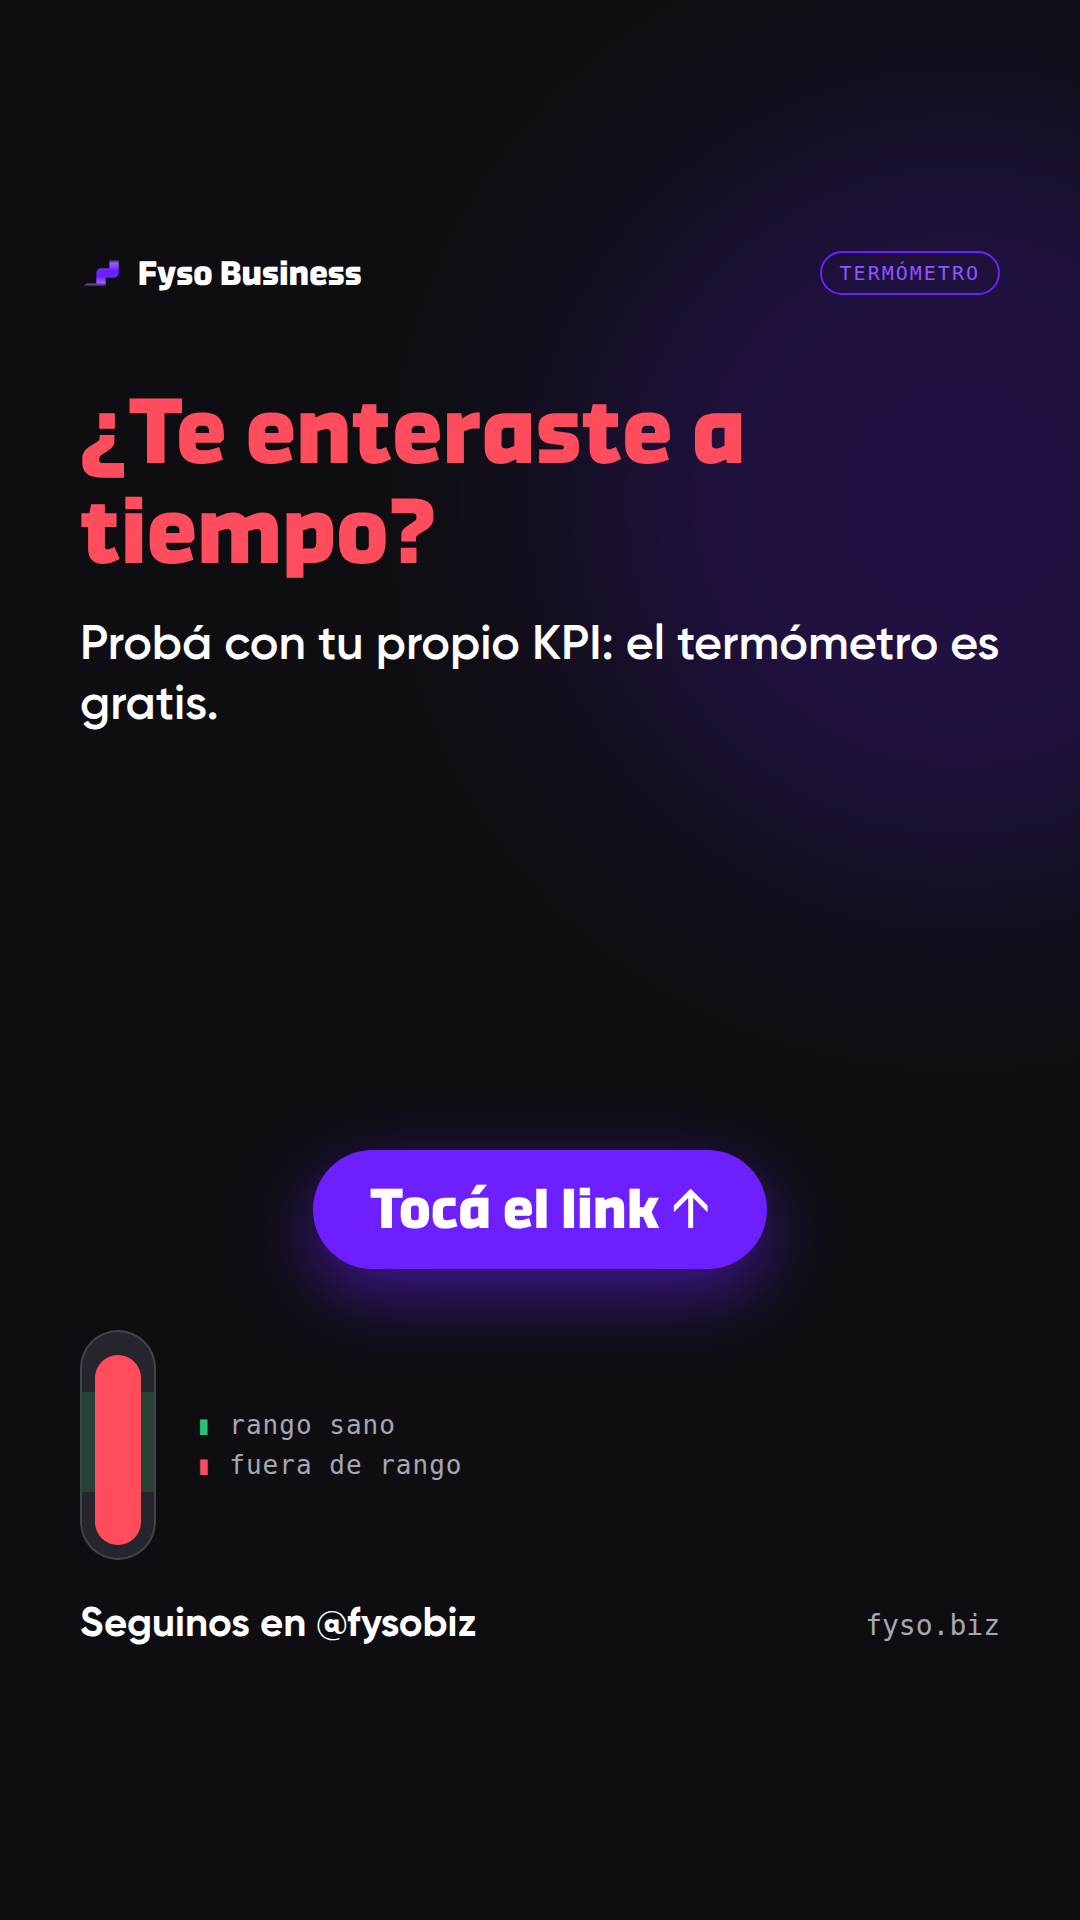 Fyso Business
TERMÓMETRO
¿Te enteraste a
tiempo?
Probá con tu propio KPI: el termómetro es
gratis.
Tocá el link ↑
rango sano
fuera de rango
Seguinos en @fysobiz
fyso.biz